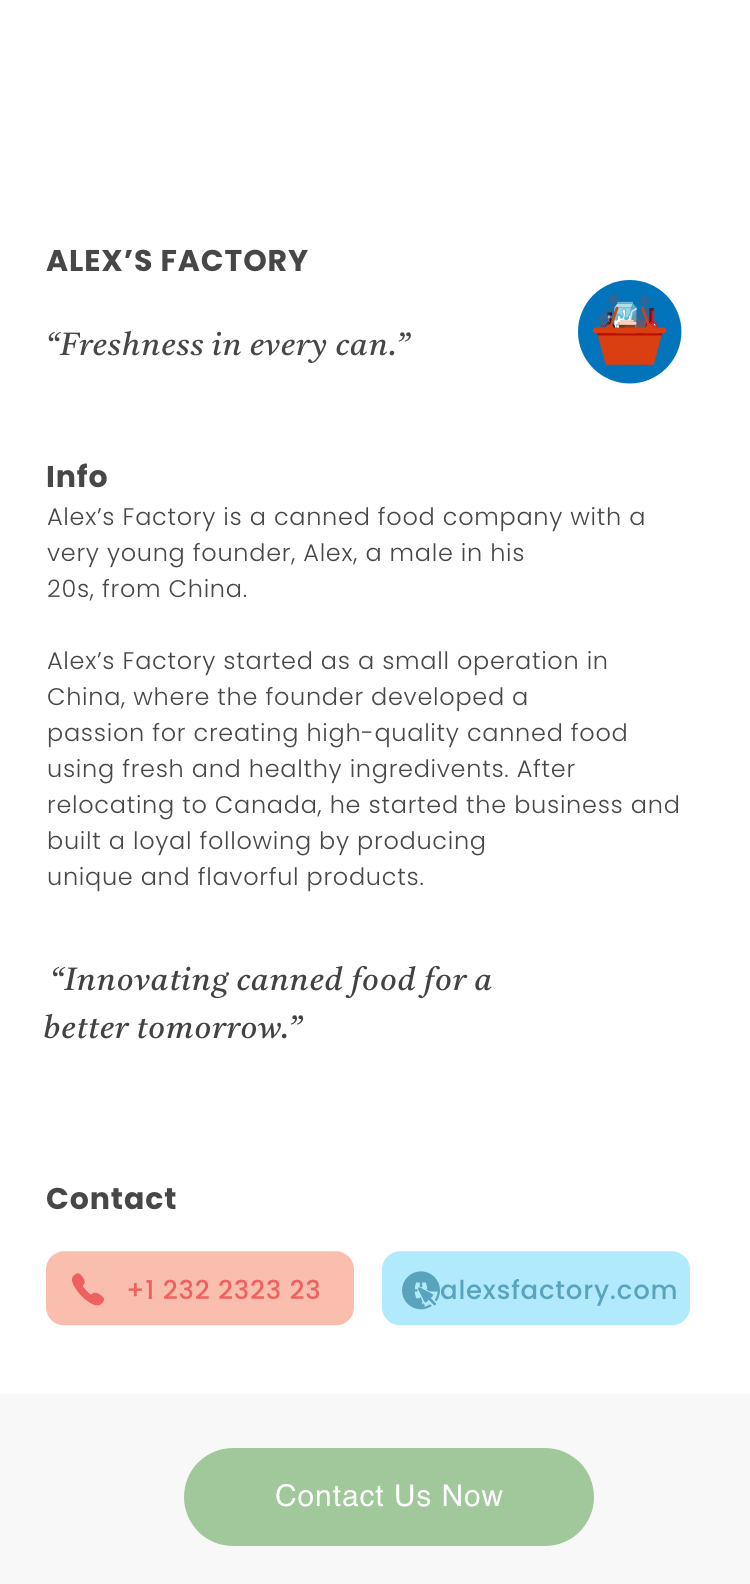 ALEX’S FACTORY
“Freshness in every can.”
Info
Alex’s Factory is a canned food company with a
very young founder, Alex, a male in his
20s, from China.
Alex’s Factory started as a small operation in
China, where the founder developed a
passion for creating high-quality canned food
using fresh and healthy ingredivents. After
relocating to Canada, he started the business and
built a loyal following by producing
unique and flavorful products.
“Innovating canned food for a
better tomorrow.”
Contact
+1 232 2323 23
alexsfactory.com
Contact Us Now